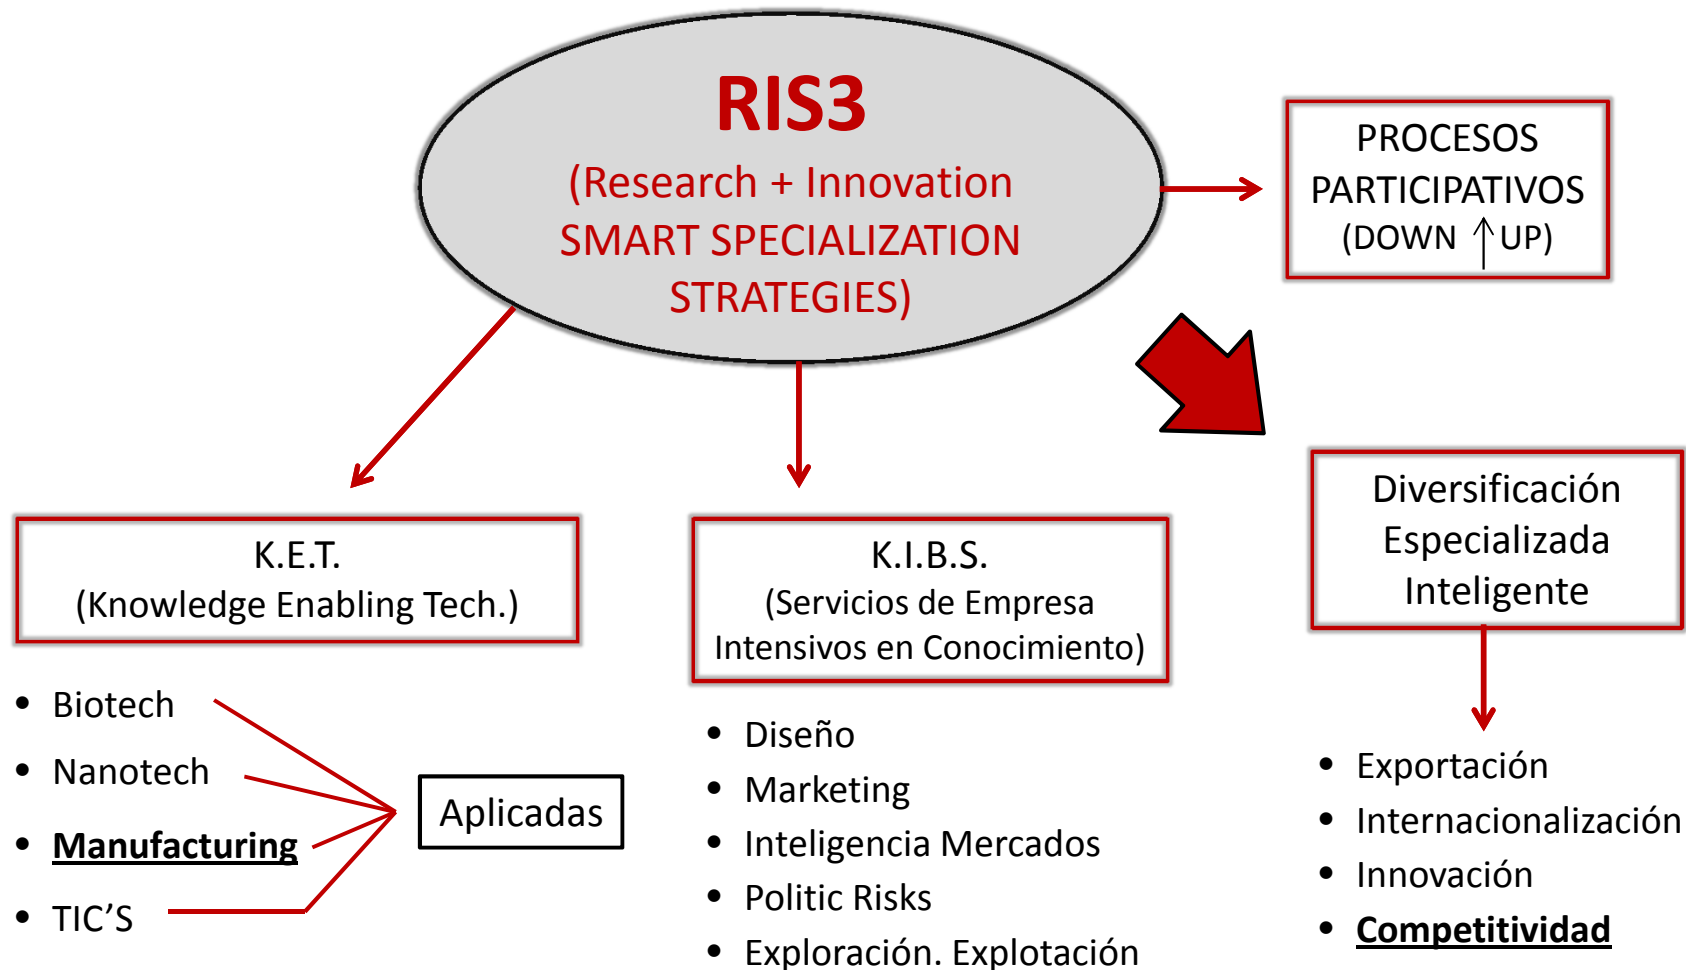 RIS3
(Research + Innovation
SMART SPECIALIZATION
STRATEGIES)
PROCESOS
PARTICIPATIVOS
(DOWN ↑ UP)
K.E.T.
(Knowledge Enabling Tech.)
• Biotech
• Nanotech
• Manufacturing
• TIC’S
Aplicadas
K.I.B.S.
(Servicios de Empresa
Intensivos en Conocimiento)
• Diseño
• Marketing
• Inteligencia Mercados
• Politic Risks
• Exploración. Explotación
Diversificación
Especializada
Inteligente
• Exportación
• Internacionalización
• Innovación
• Competitividad